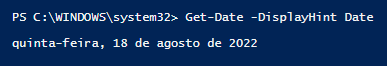 PS C:\WINDOWS\system32> Get-Date -DisplayHint Date
quinta-feira, 18 de agosto de 2022